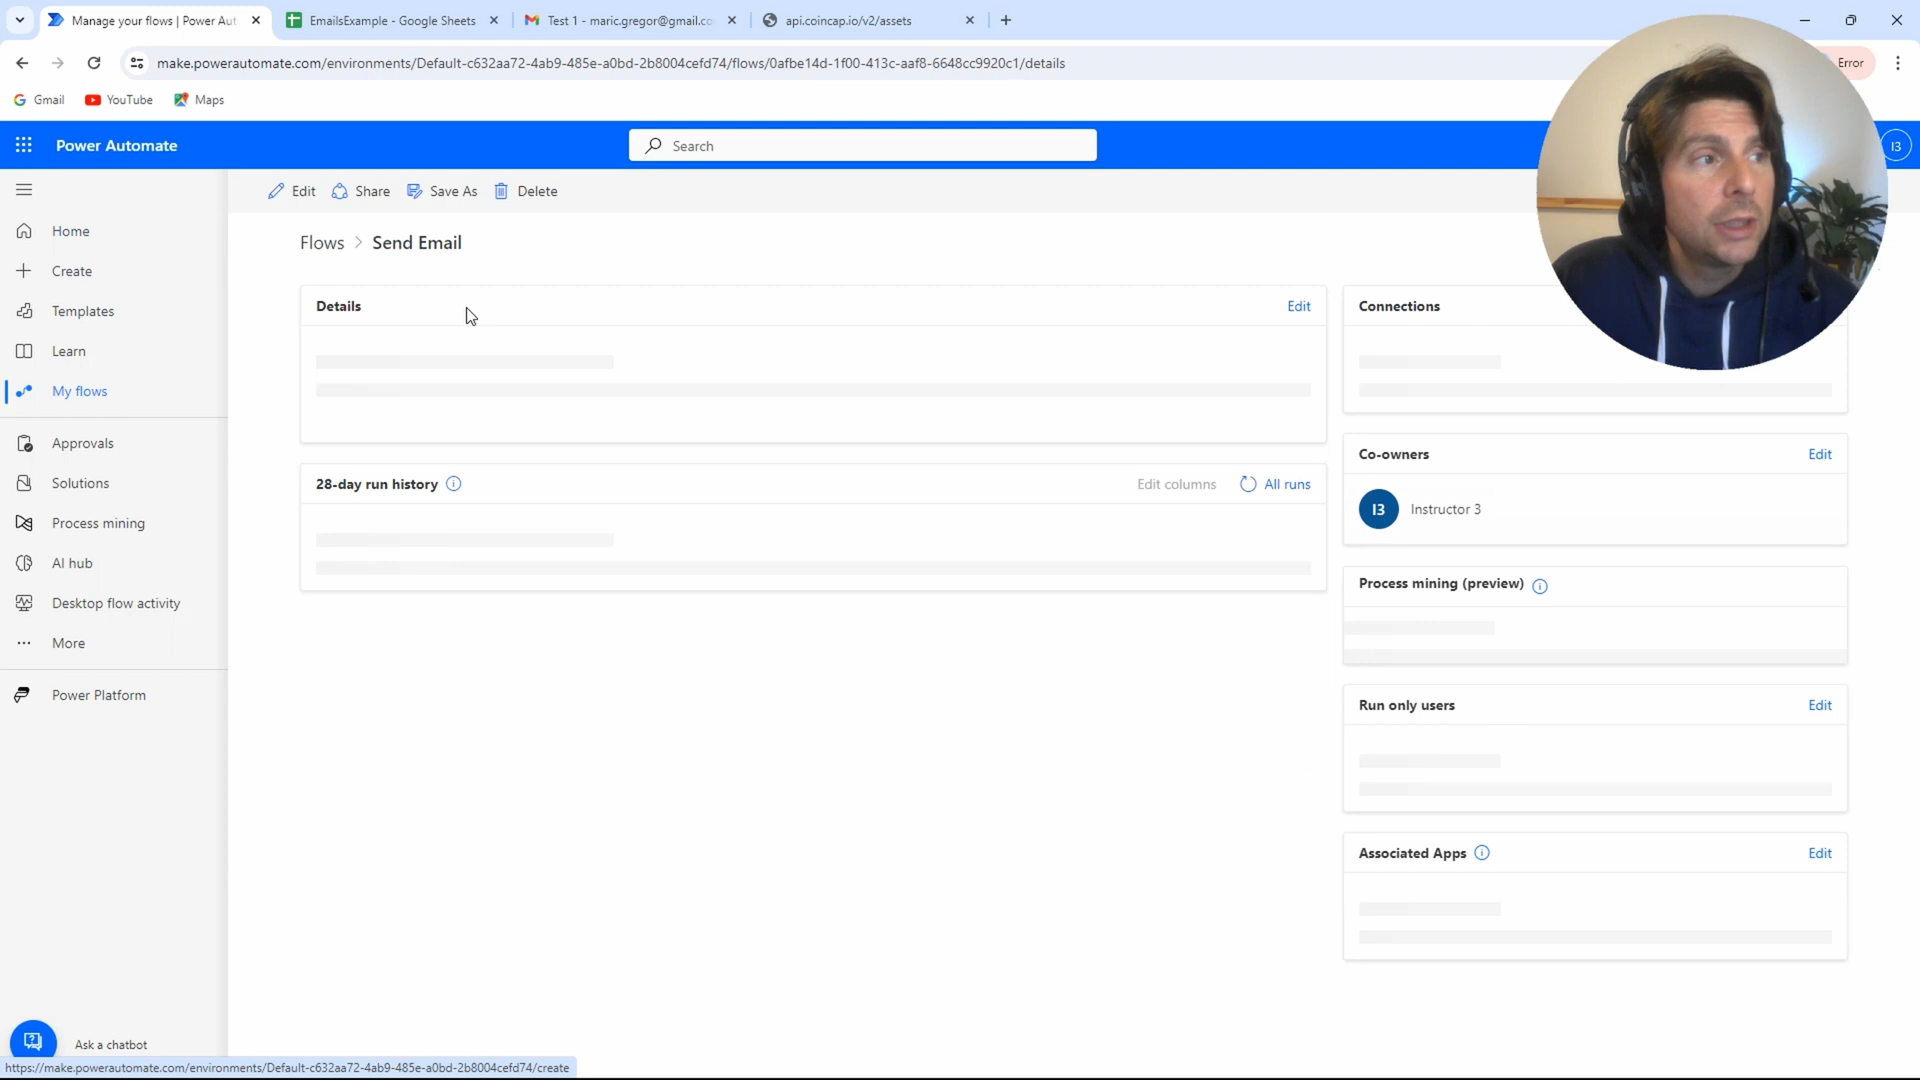 Manage your flows | Power Aut
EmailsExample - Google Sheets
Test 1 - maric.gregor@gmail.co
api.coincap.io/v2/assets
make.powerautomate.com/environments/Default-c632aa72-4ab9-485e-a0bd-2b8004cefd74/flows/0afbe14d-1f00-413c-aaf8-6648cc9920c1/details
Error
Gmail
YouTube
Maps
Power Automate
Search
I3
Edit
Share
Save As
Delete
Home
Create
Templates
Learn
My flows
Approvals
Solutions
Process mining
AI hub
Desktop flow activity
More
Power Platform
Ask a chatbot
Flows > Send Email
Details
Edit
28-day run history
Edit columns
All runs
Connections
Co-owners
Edit
I3
Instructor 3
Process mining (preview)
Run only users
Edit
Associated Apps
Edit
https://make.powerautomate.com/environments/Default-c632aa72-4ab9-485e-a0bd-2b8004cefd74/create